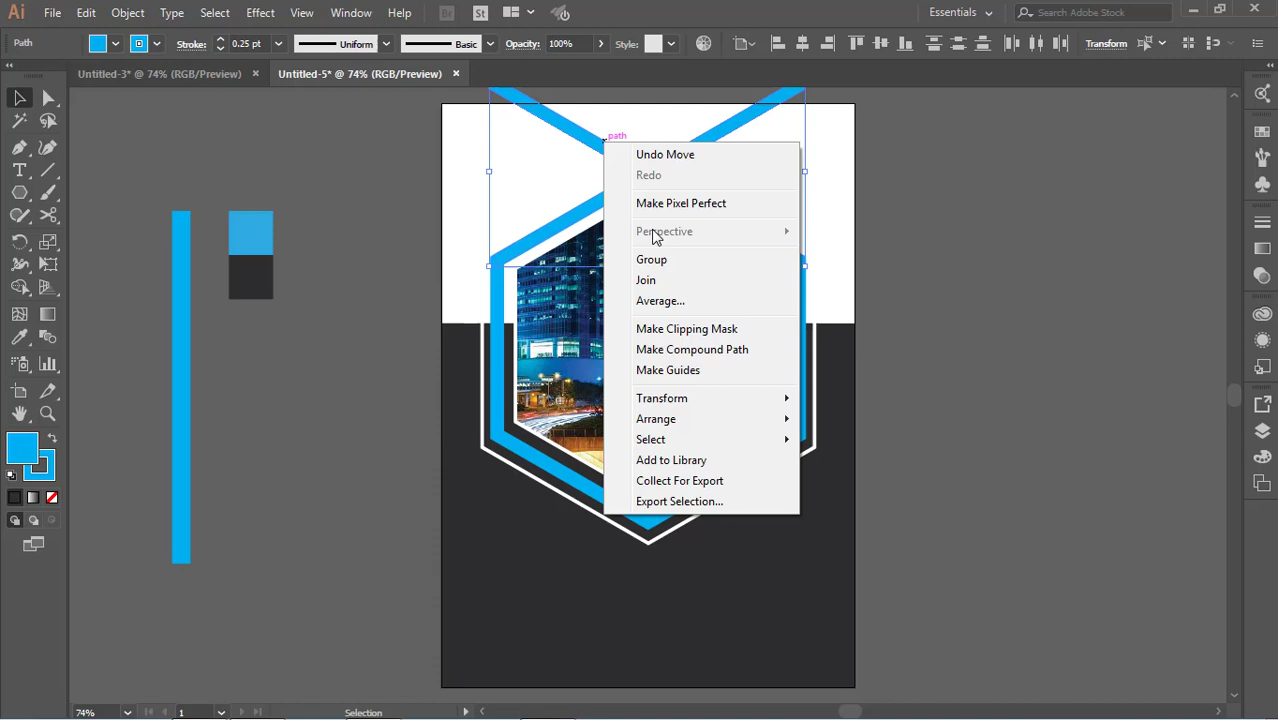 Ai File Edit Object Type Select Effect View Window Help Br St Essentials Search Adobe Stock
Path Stroke: 0.25 pt Uniform Basic Opacity: 100% Style: Transform
Untitled-3* @ 74% (RGB/Preview) Untitled-5* @ 74% (RGB/Preview)
path
Undo Move
Redo
Make Pixel Perfect
Perspective
Group
Join
Average...
Make Clipping Mask
Make Compound Path
Make Guides
Transform
Arrange
Select
Add to Library
Collect For Export
Export Selection...
74% 1 Selection